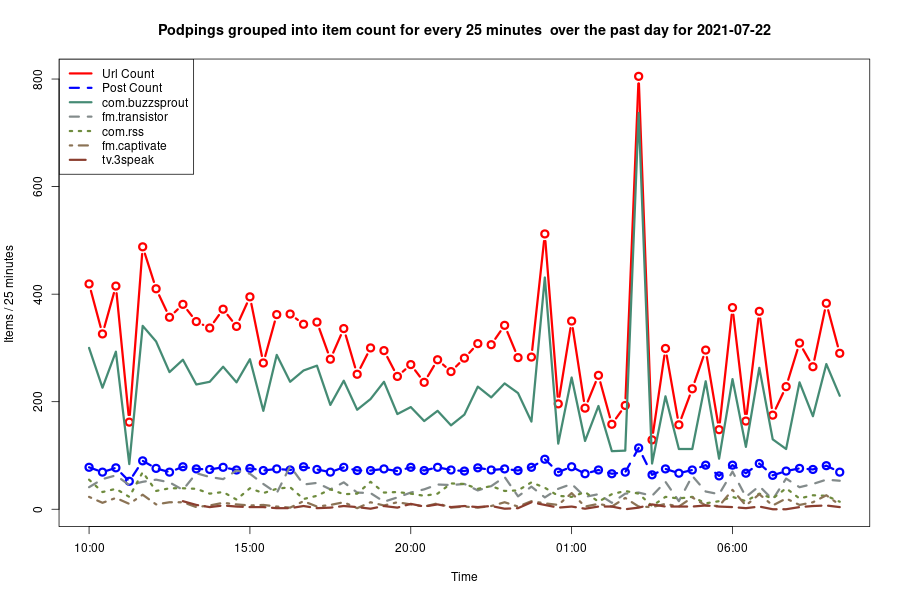 Podpings grouped into item count for every 25 minutes  over the past day for 2021-07-22
Url Count
Post Count
com.buzzsprout
fm.transistor
com.rss
fm.captivate
tv.3speak
Items / 25 minutes
800
600
400
200
0
10:00
15:00
20:00
01:00
06:00
Time